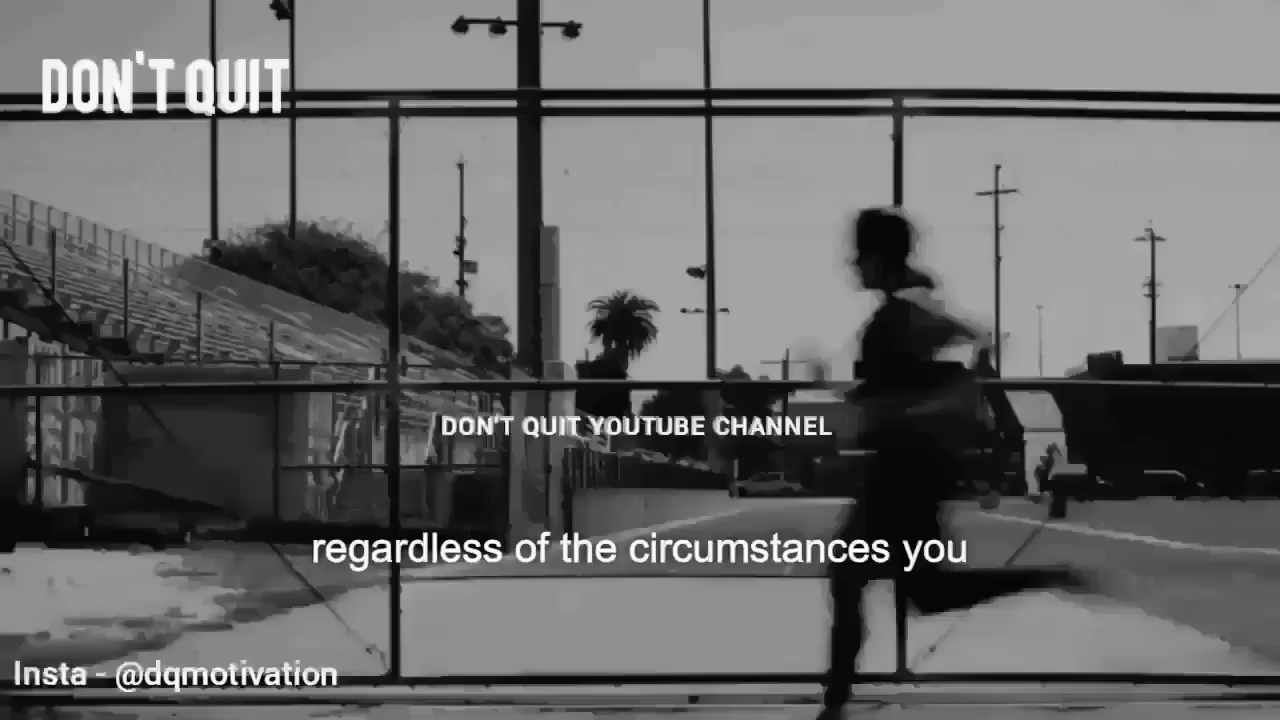 DON'T QUIT
DON'T QUIT YOUTUBE CHANNEL
regardless of the circumstances you
Insta - @dqmotivation